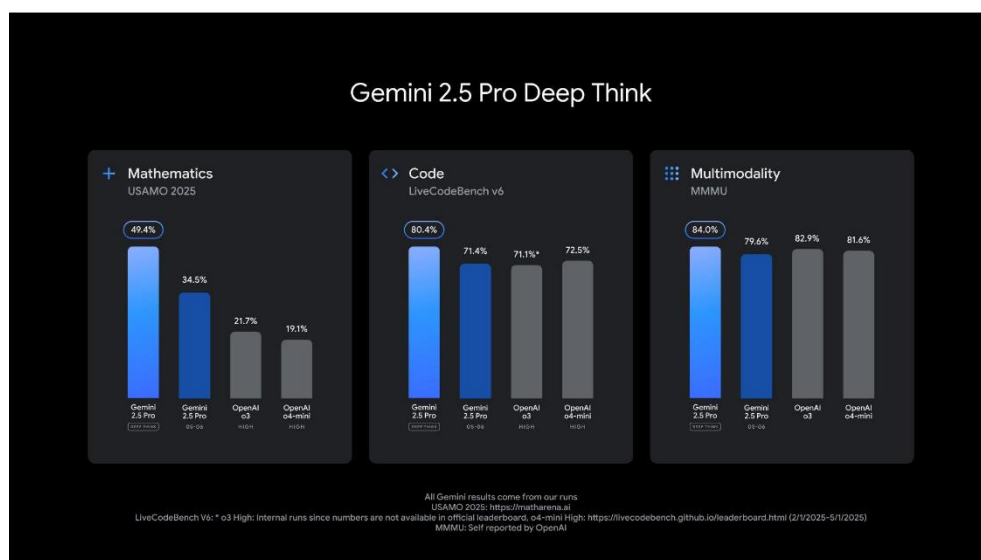 Gemini 2.5 Pro Deep Think
Mathematics
USAMO 2025
49.4%
34.5%
21.7%
19.1%
Gemini
2.5 Pro
DEEP THINK
Gemini
2.5 Pro
05-06
OpenAI
o3
HIGH
OpenAI
o4-mini
HIGH
Code
LiveCodeBench v6
80.4%
71.4%
71.1%*
72.5%
Gemini
2.5 Pro
DEEP THINK
Gemini
2.5 Pro
05-06
OpenAI
o3
HIGH
OpenAI
o4-mini
HIGH
Multimodality
MMMU
84.0%
79.6%
82.9%
81.6%
Gemini
2.5 Pro
DEEP THINK
Gemini
2.5 Pro
05-06
OpenAI
o3
OpenAI
o4-mini
All Gemini results come from our runs
USAMO 2025: https://matharena.ai
LiveCodeBench V6: * o3 High: Internal runs since numbers are not available in official leaderboard, o4-mini High: https://livecodebench.github.io/leaderboard.html (2/1/2025-5/1/2025)
MMMU: Self reported by OpenAI